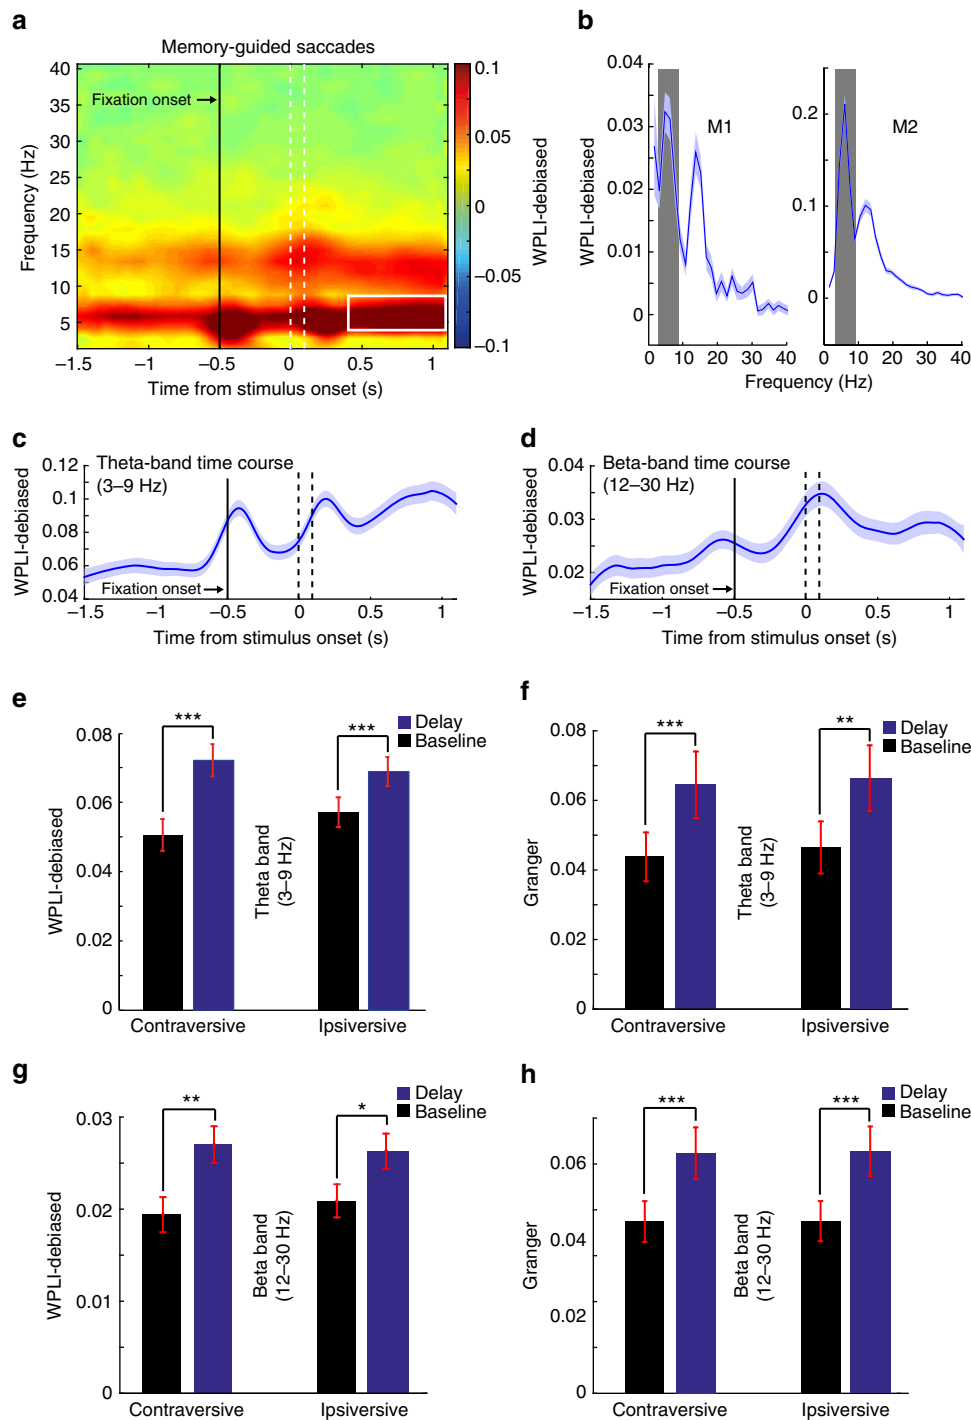 a
Memory-guided saccades
Frequency (Hz)
40
35
30
25
20
15
10
5
Fixation onset
−1.5 −1 −0.5 0 0.5 1
Time from stimulus onset (s)
0.1
0.05
0
−0.05
−0.1
WPLI-debiased
b
WPLI-debiased
0.04
0.03
0.02
0.01
0
M1
0 10 20 30 40
0.2
0.1
0
M2
0 10 20 30 40
Frequency (Hz)
c
WPLI-debiased
0.12
0.1
0.08
0.06
0.04
Theta-band time course
(3–9 Hz)
Fixation onset
−1.5 −1 −0.5 0 0.5 1
Time from stimulus onset (s)
d
WPLI-debiased
0.04
0.03
0.02
Beta-band time course
(12–30 Hz)
Fixation onset
−1.5 −1 −0.5 0 0.5 1
Time from stimulus onset (s)
e
WPLI-debiased
0.08
0.06
0.04
0.02
0
Delay
Baseline
***
***
Theta band
(3–9 Hz)
Contraversive
Ipsiversive
f
Granger
0.08
0.06
0.04
0.02
0
Delay
Baseline
***
**
Theta band
(3–9 Hz)
Contraversive
Ipsiversive
g
WPLI-debiased
0.03
0.02
0.01
0
Delay
Baseline
**
*
Beta band
(12–30 Hz)
Contraversive
Ipsiversive
h
Granger
0.06
0.04
0.02
0
Delay
Baseline
***
***
Beta band
(12–30 Hz)
Contraversive
Ipsiversive